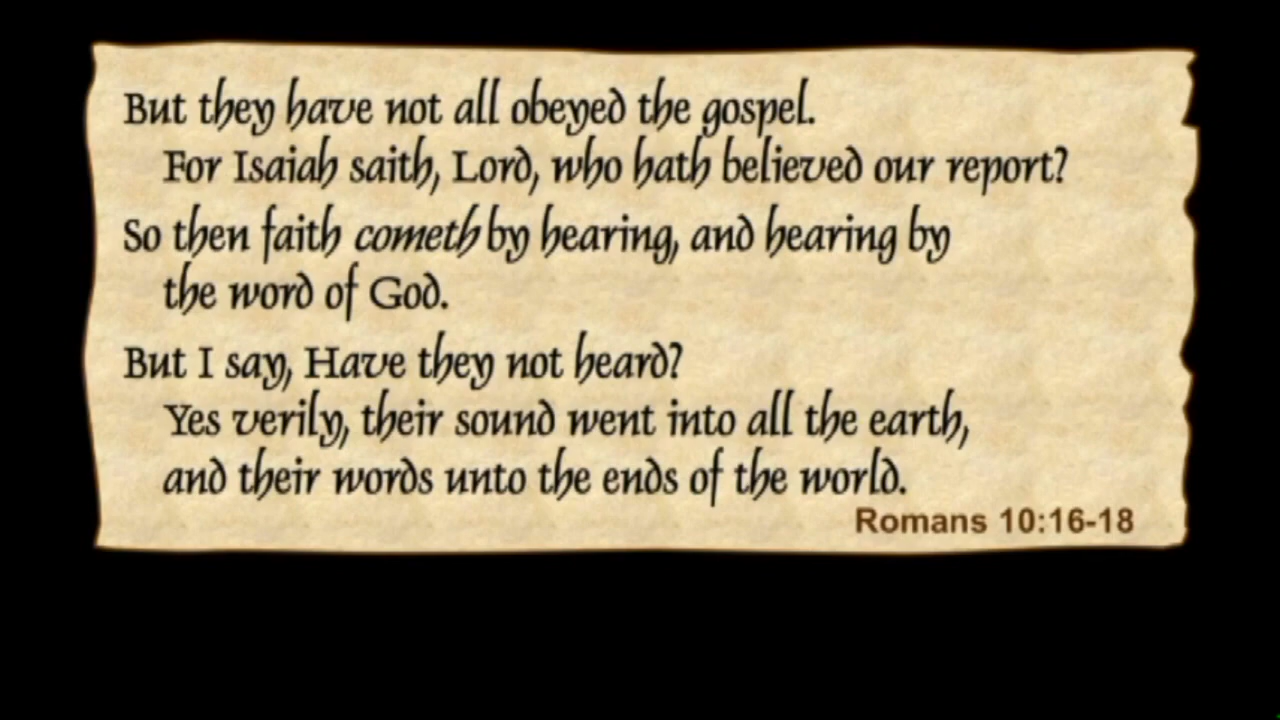 But they have not all obeyed the gospel.
For Isaiah saith, Lord, who hath believed our report?
So then faith cometh by hearing, and hearing by
the word of God.
But I say, Have they not heard?
Yes verily, their sound went into all the earth,
and their words unto the ends of the world.
Romans 10:16-18